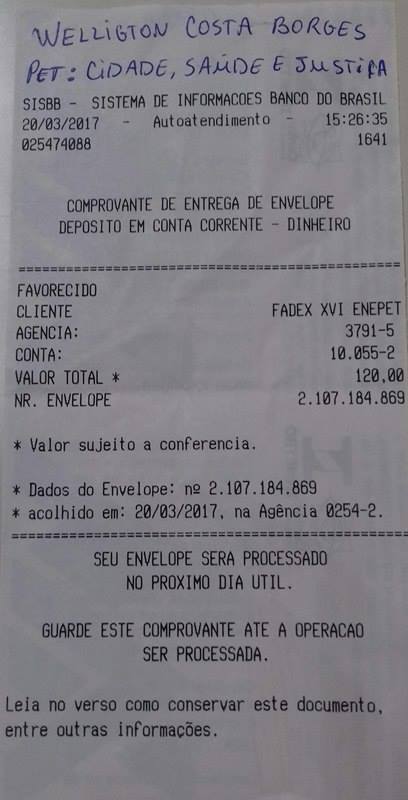 WELLIGTON COSTA BORGES
PET: CIDADE, SAÚDE E JUSTIÇA
SISBB - SISTEMA DE INFORMACOES BANCO DO BRASIL
20/03/2017 - Autoatendimento - 15:26:35
025474088 1641
COMPROVANTE DE ENTREGA DE ENVELOPE
DEPOSITO EM CONTA CORRENTE - DINHEIRO
================================================
FAVORECIDO
CLIENTE FADEX XVI ENEPET
AGENCIA: 3791-5
CONTA: 10.055-2
VALOR TOTAL * 120,00
NR. ENVELOPE 2.107.184.869
* Valor sujeito a conferencia.
* Dados do Envelope: nº 2.107.184.869
* acolhido em: 20/03/2017, na Agência 0254-2.
================================================
SEU ENVELOPE SERA PROCESSADO
NO PROXIMO DIA UTIL.
GUARDE ESTE COMPROVANTE ATE A OPERACAO
SER PROCESSADA.
Leia no verso como conservar este documento,
entre outras informações.